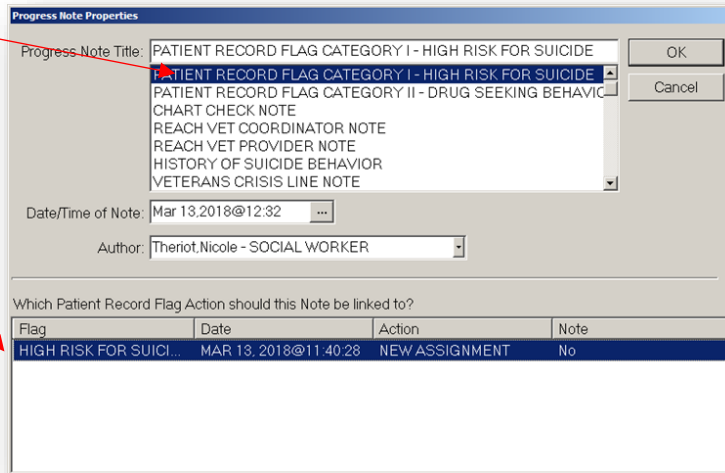 Progress Note Properties
Progress Note Title: PATIENT RECORD FLAG CATEGORY I - HIGH RISK FOR SUICIDE
OK
PATIENT RECORD FLAG CATEGORY I - HIGH RISK FOR SUICIDE
PATIENT RECORD FLAG CATEGORY II - DRUG SEEKING BEHAVIO
Cancel
CHART CHECK NOTE
REACH VET COORDINATOR NOTE
REACH VET PROVIDER NOTE
HISTORY OF SUICIDE BEHAVIOR
VETERANS CRISIS LINE NOTE
Date/Time of Note: Mar 13,2018@12:32 ...
Author: Theriot,Nicole - SOCIAL WORKER
Which Patient Record Flag Action should this Note be linked to?
Flag Date Action Note
HIGH RISK FOR SUICI... MAR 13, 2018@11:40:28 NEW ASSIGNMENT No